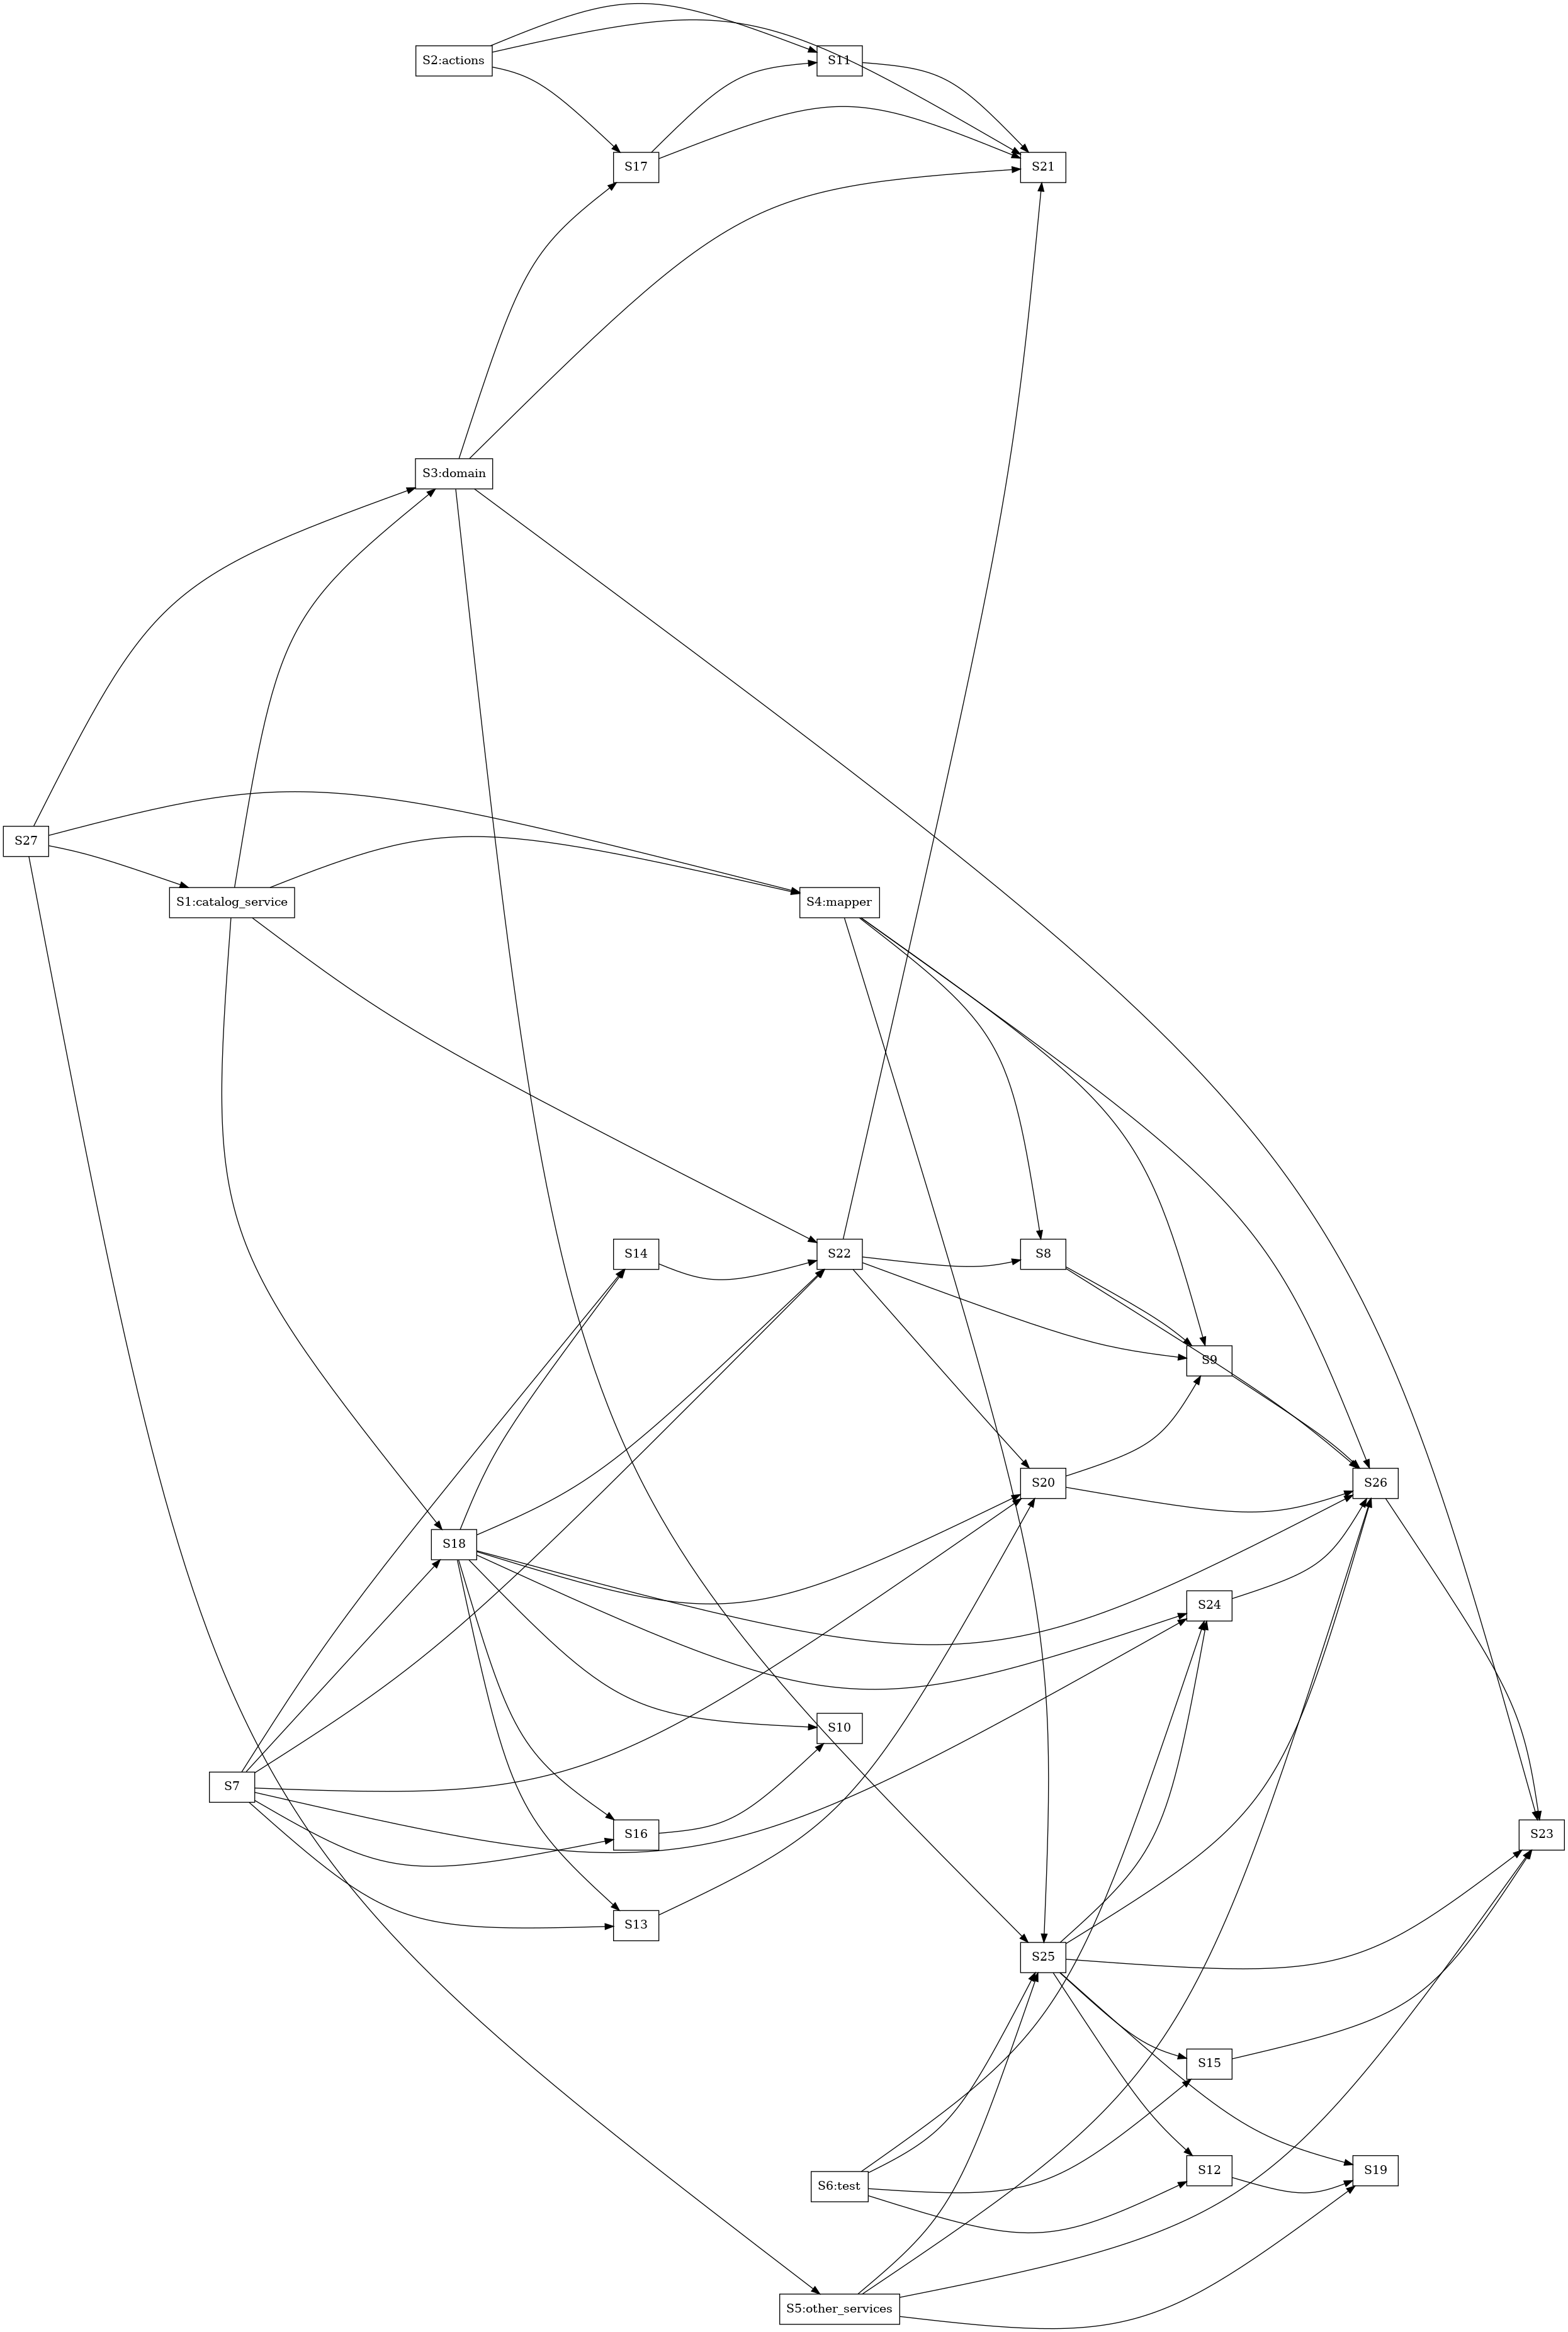 S2:actions
S11
S17
S21
S3:domain
S27
S1:catalog_service
S4:mapper
S14
S22
S8
S9
S20
S26
S18
S24
S10
S7
S16
S23
S13
S25
S15
S12
S19
S6:test
S5:other_services